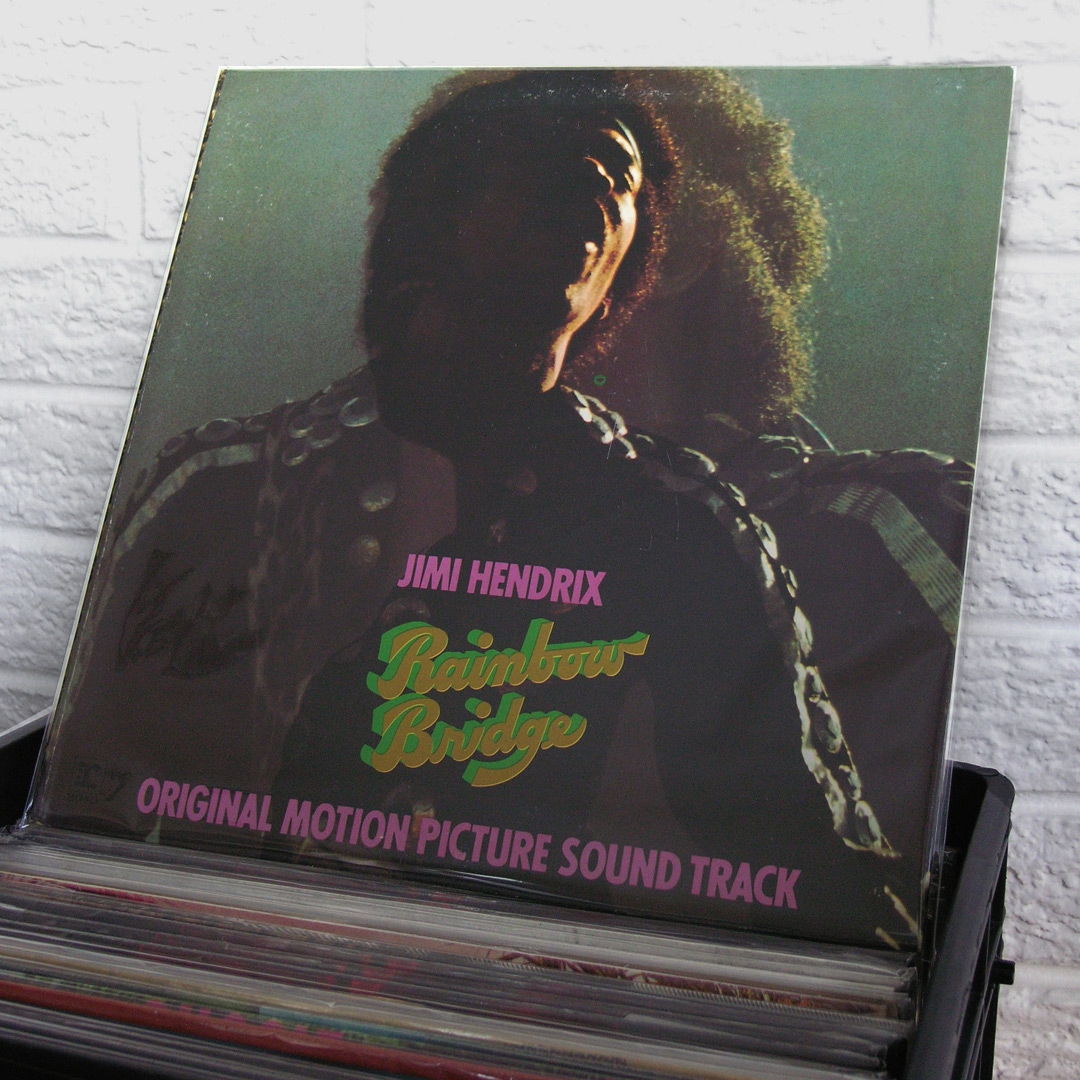 JIMI HENDRIX
Rainbow
Bridge
ORIGINAL MOTION PICTURE SOUND TRACK